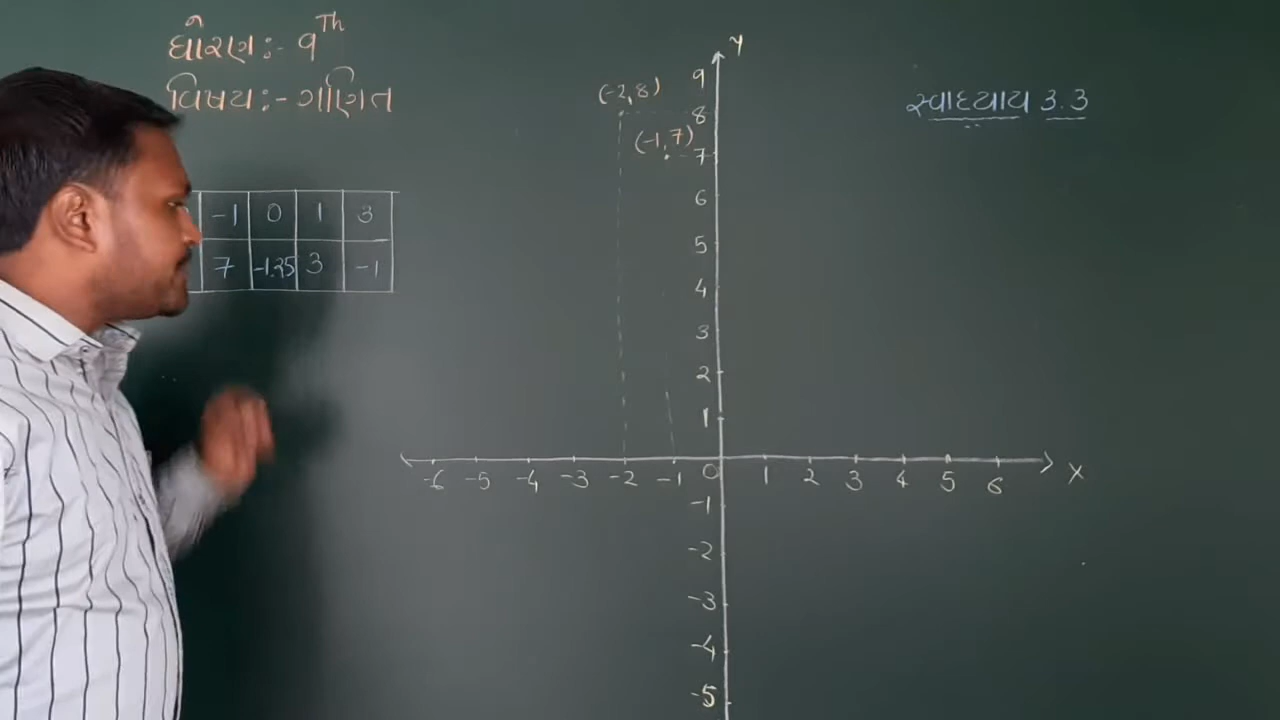 ધોરણ :- 9Th
વિષય :- ગણિત
સ્વાધ્યાય 3.3
-1 0 1 3
7 -1.25 3 -1
Y
9
(-2,8) 8
(-1,7) 7
6
5
4
3
2
1
-6 -5 -4 -3 -2 -1 0 1 2 3 4 5 6 X
-1
-2
-3
-4
-5